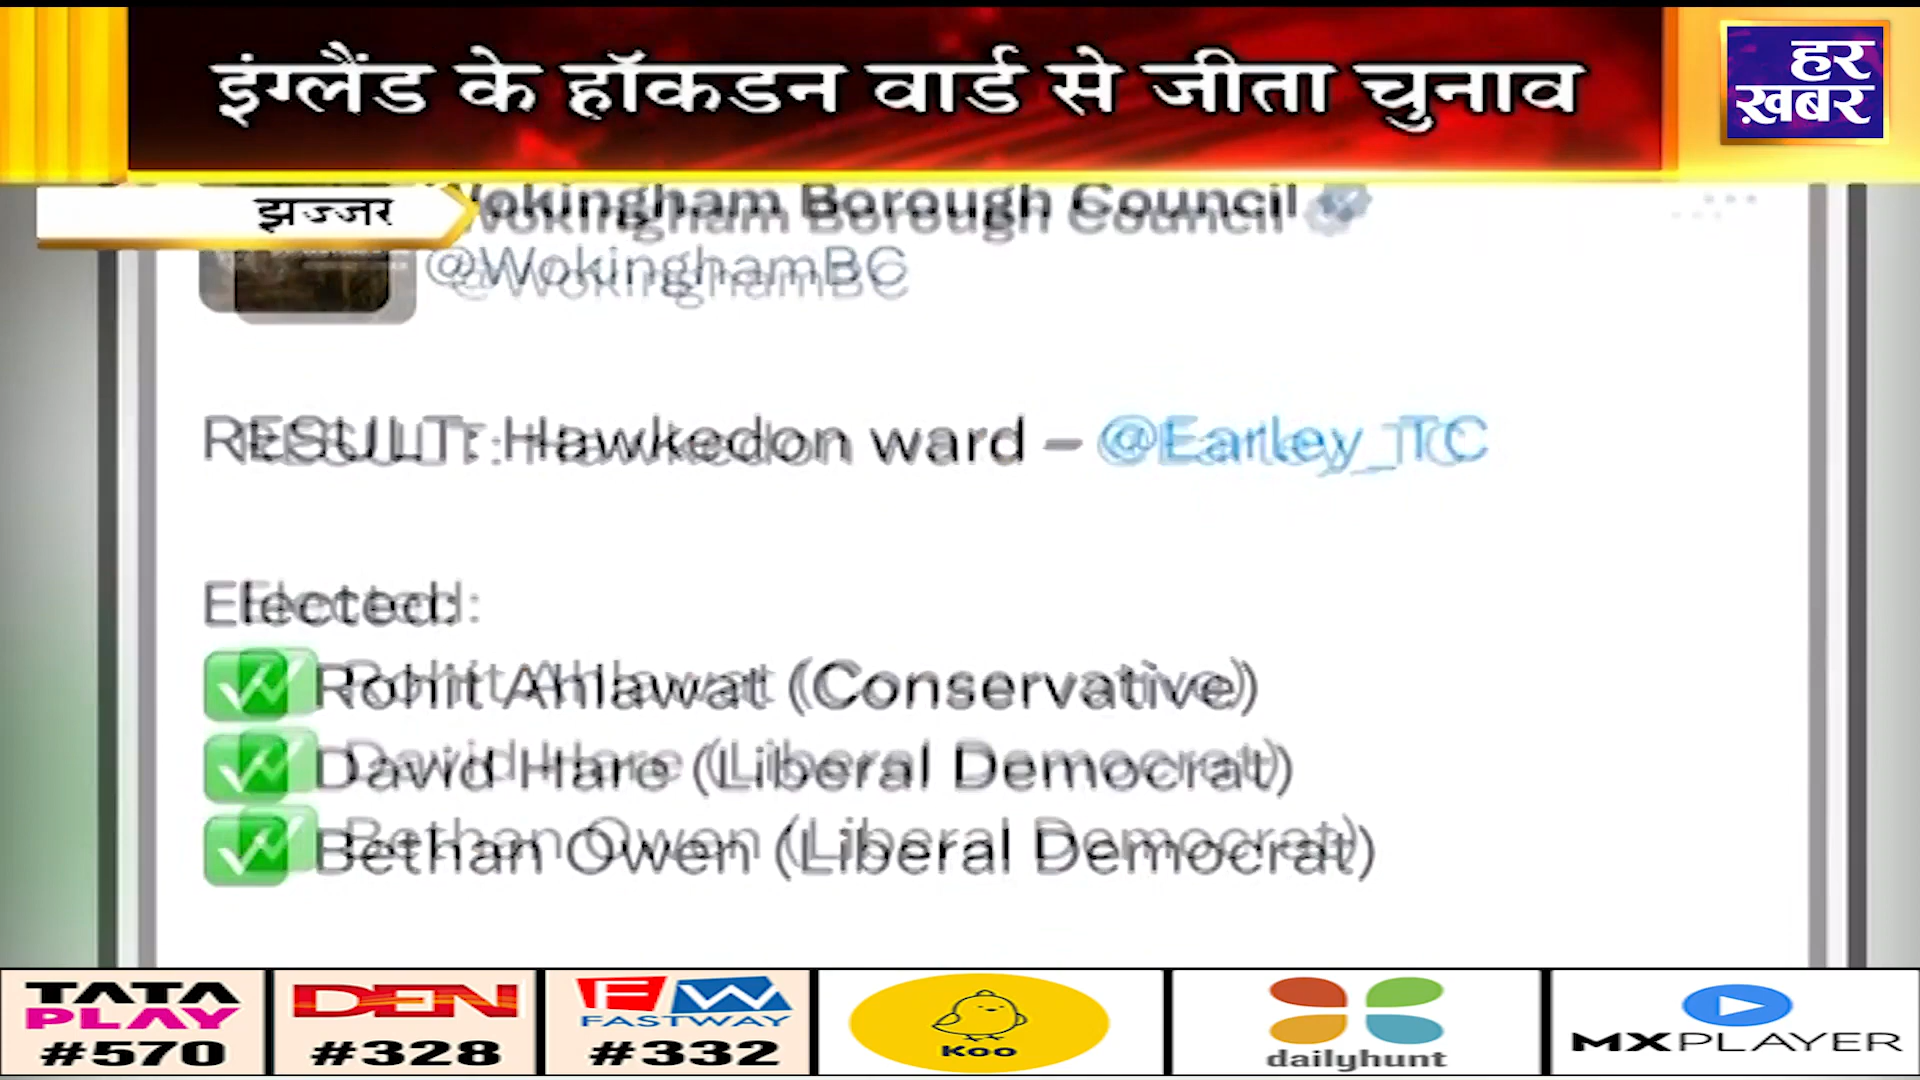 इंग्लैंड के हॉकडन वार्ड से जीता चुनाव
हर
ख़बर
झज्जर
Wokingham Borough Council
@WokinghamBC
RESULT: Hawkedon ward – @Earley_TC
Elected:
Rohit Ahlawat (Conservative)
David Hare (Liberal Democrat)
Bethan Owen (Liberal Democrat)
TATA PLAY #570
DEN #328
FW FASTWAY #332
Koo
dailyhunt
MXPLAYER